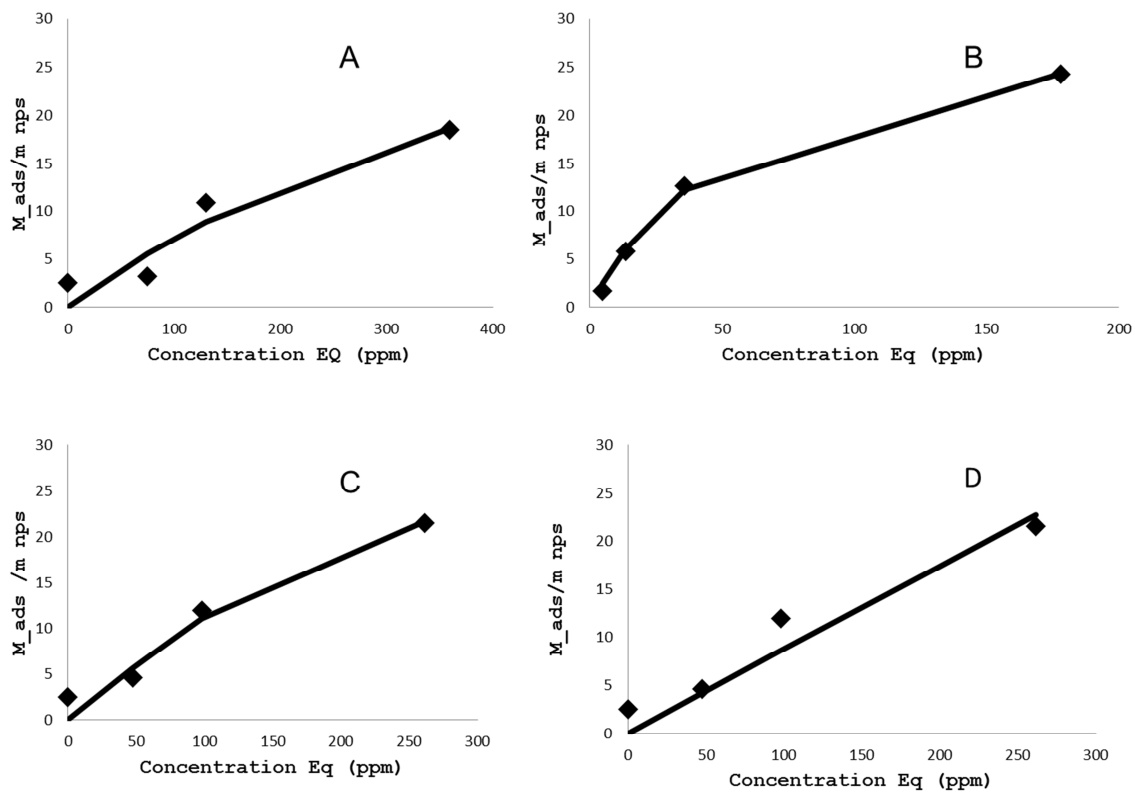 A
30
25
20
15
10
5
0
M_ads/m nps
0 100 200 300 400
Concentration EQ (ppm)
B
30
25
20
15
10
5
0
M_ads/m nps
0 50 100 150 200
Concentration Eq (ppm)
C
30
25
20
15
10
5
0
M_ads /m nps
0 50 100 150 200 250 300
Concentration Eq (ppm)
D
30
25
20
15
10
5
0
M_ads/m nps
0 50 100 150 200 250 300
Concentration Eq (ppm)